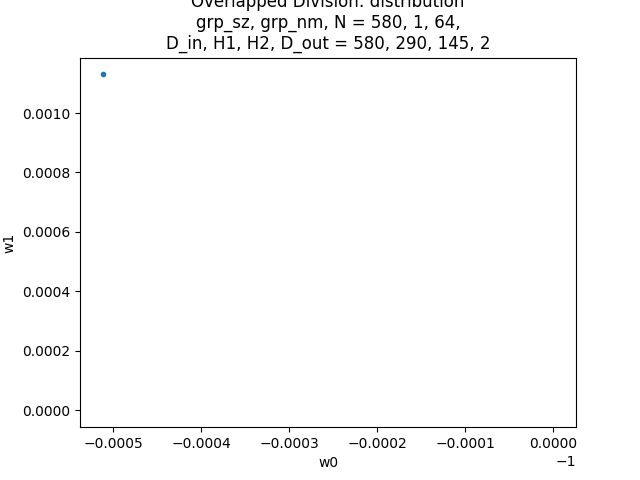 Overlapped Division: distribution
grp_sz, grp_nm, N = 580, 1, 64,
D_in, H1, H2, D_out = 580, 290, 145, 2
0.0010
0.0008
0.0006
0.0004
0.0002
0.0000
w1
−0.0005 −0.0004 −0.0003 −0.0002 −0.0001 0.0000
−1
w0